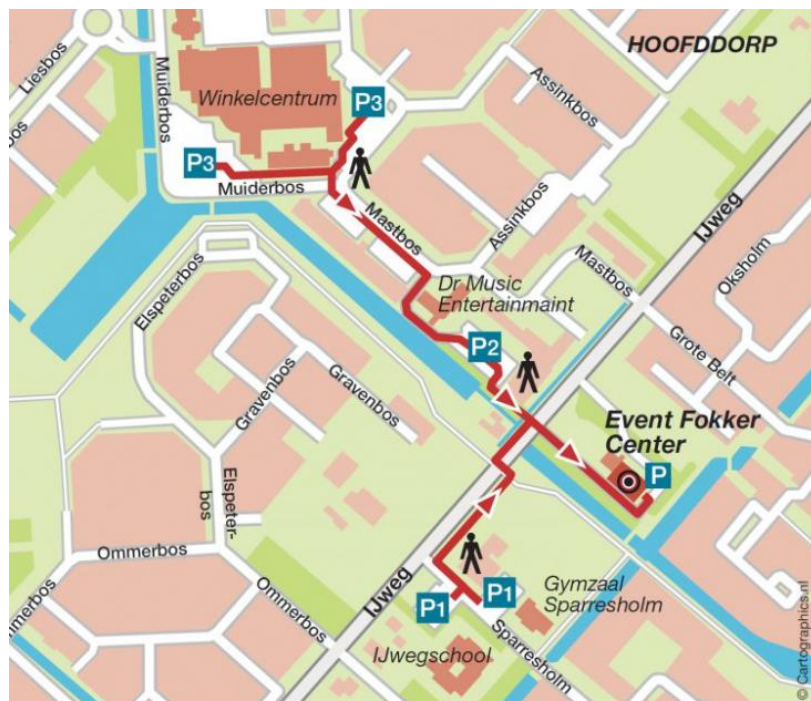 HOOFDDORP
Liesbos
Muiderbos
Winkelcentrum
P3
Assinkbos
IJweg
P3
Muiderbos
Mastbos
Assinkbos
Oksholm
Elspeterbos
Mastbos
Dr Music
Entertainmaint
Grote Belt
P2
Gravenbos
Gravenbos
Event Fokker
Center
P
Elspeter-
bos
Ommerbos
IJweg
Ommerbos
P1
P1
Gymzaal
Sparresholm
IJwegschool
Sparresholm
© Cartographics.nl